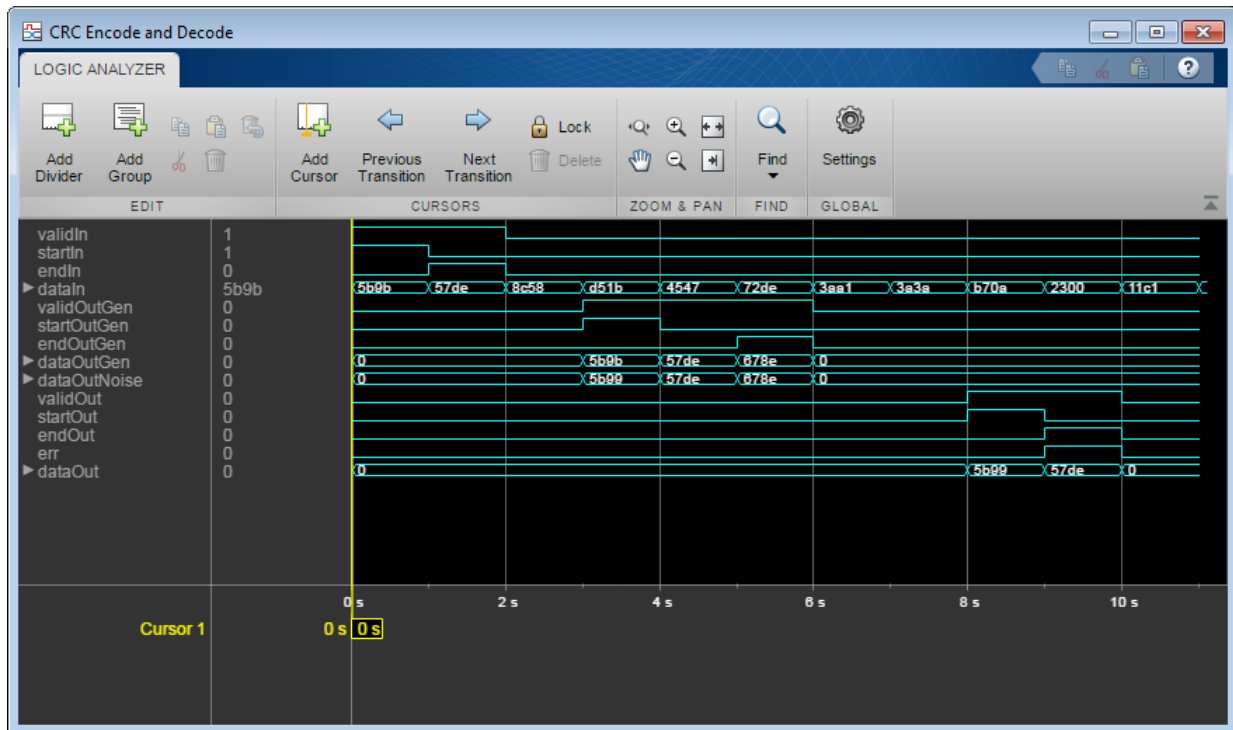 CRC Encode and Decode
LOGIC ANALYZER
?
Add Divider
Add Group
Add Cursor
Previous Transition
Next Transition
Lock
Delete
Find
Settings
EDIT
CURSORS
ZOOM & PAN
FIND
GLOBAL
validIn 1
startIn 1
endIn 0
dataIn 5b9b 5b9b 57de 8c58 d51b 4547 72de 3aa1 3a3a b70a 2300 11c1
validOutGen 0
startOutGen 0
endOutGen 0
dataOutGen 0 0 5b9b 57de 678e 0
dataOutNoise 0 0 5b99 57de 678e 0
validOut 0
startOut 0
endOut 0
err 0
dataOut 0 0 5b99 57de 0
0 s 2 s 4 s 6 s 8 s 10 s
Cursor 1 0 s 0 s